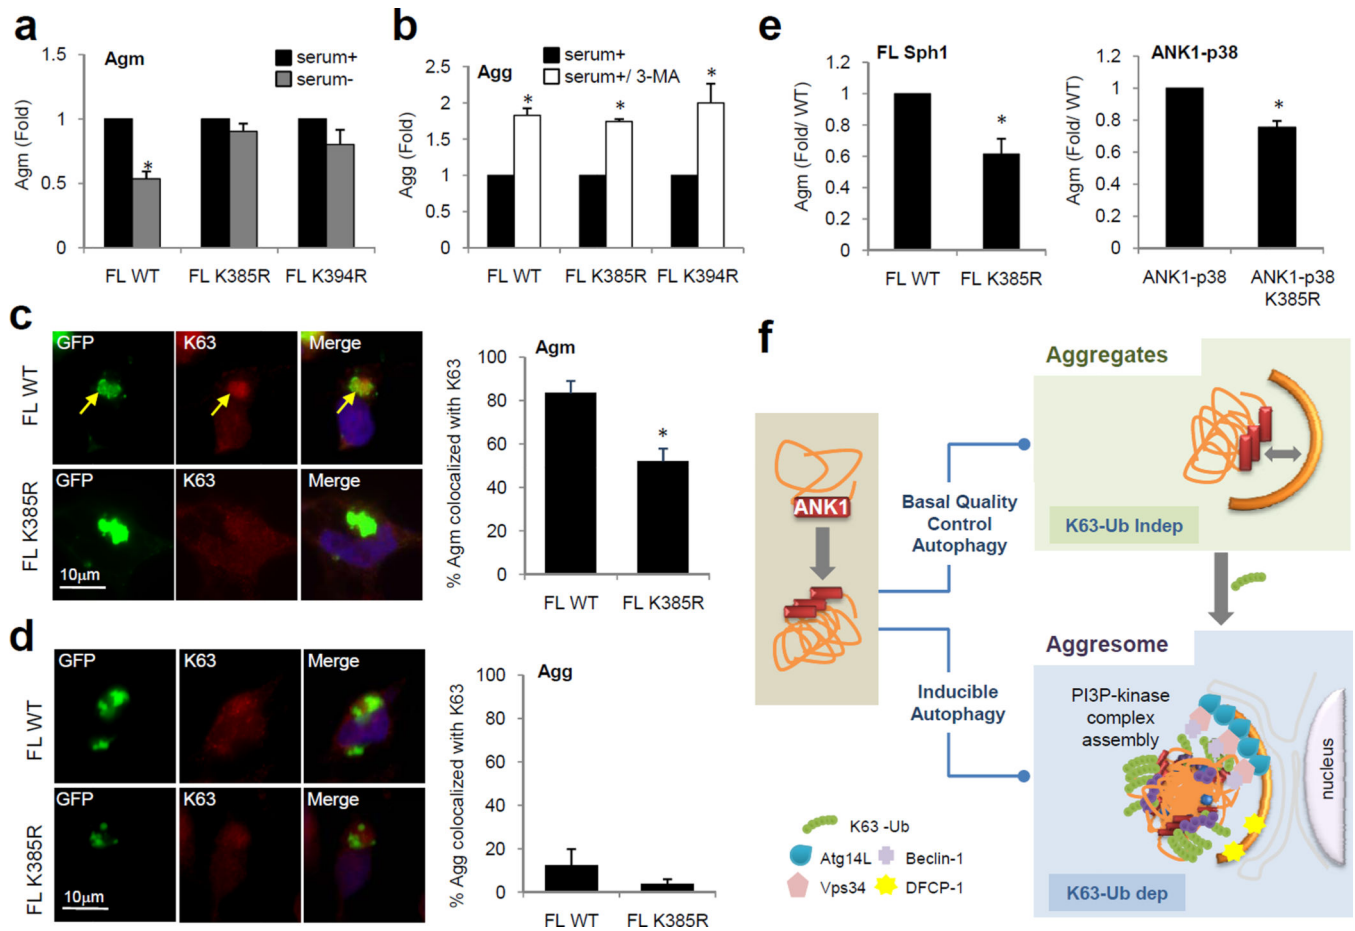 a
Agm
serum+
serum-
Agm (Fold)
1.5
1
0.5
0
*
FL WT
FL K385R
FL K394R
b
Agg
serum+
serum+/ 3-MA
Agg (Fold)
2.5
2
1.5
1
0.5
0
*
*
*
FL WT
FL K385R
FL K394R
e
FL Sph1
Agm (Fold/ WT)
1.2
1
0.8
0.6
0.4
0.2
0
*
FL WT
FL K385R
ANK1-p38
Agm (Fold/ WT)
1.2
1
0.8
0.6
0.4
0.2
0
*
ANK1-p38
ANK1-p38
K385R
c
FL WT
GFP
K63
Merge
FL K385R
GFP
K63
Merge
10μm
Agm
% Agm colocalized with K63
100
80
60
40
20
0
*
FL WT
FL K385R
d
FL WT
GFP
K63
Merge
FL K385R
GFP
K63
Merge
10μm
Agg
% Agg colocalized with K63
100
80
60
40
20
0
FL WT
FL K385R
f
ANK1
Basal Quality
Control
Autophagy
Inducible
Autophagy
Aggregates
K63-Ub Indep
Aggresome
PI3P-kinase
complex
assembly
nucleus
K63-Ub dep
K63 -Ub
Atg14L
Beclin-1
Vps34
DFCP-1